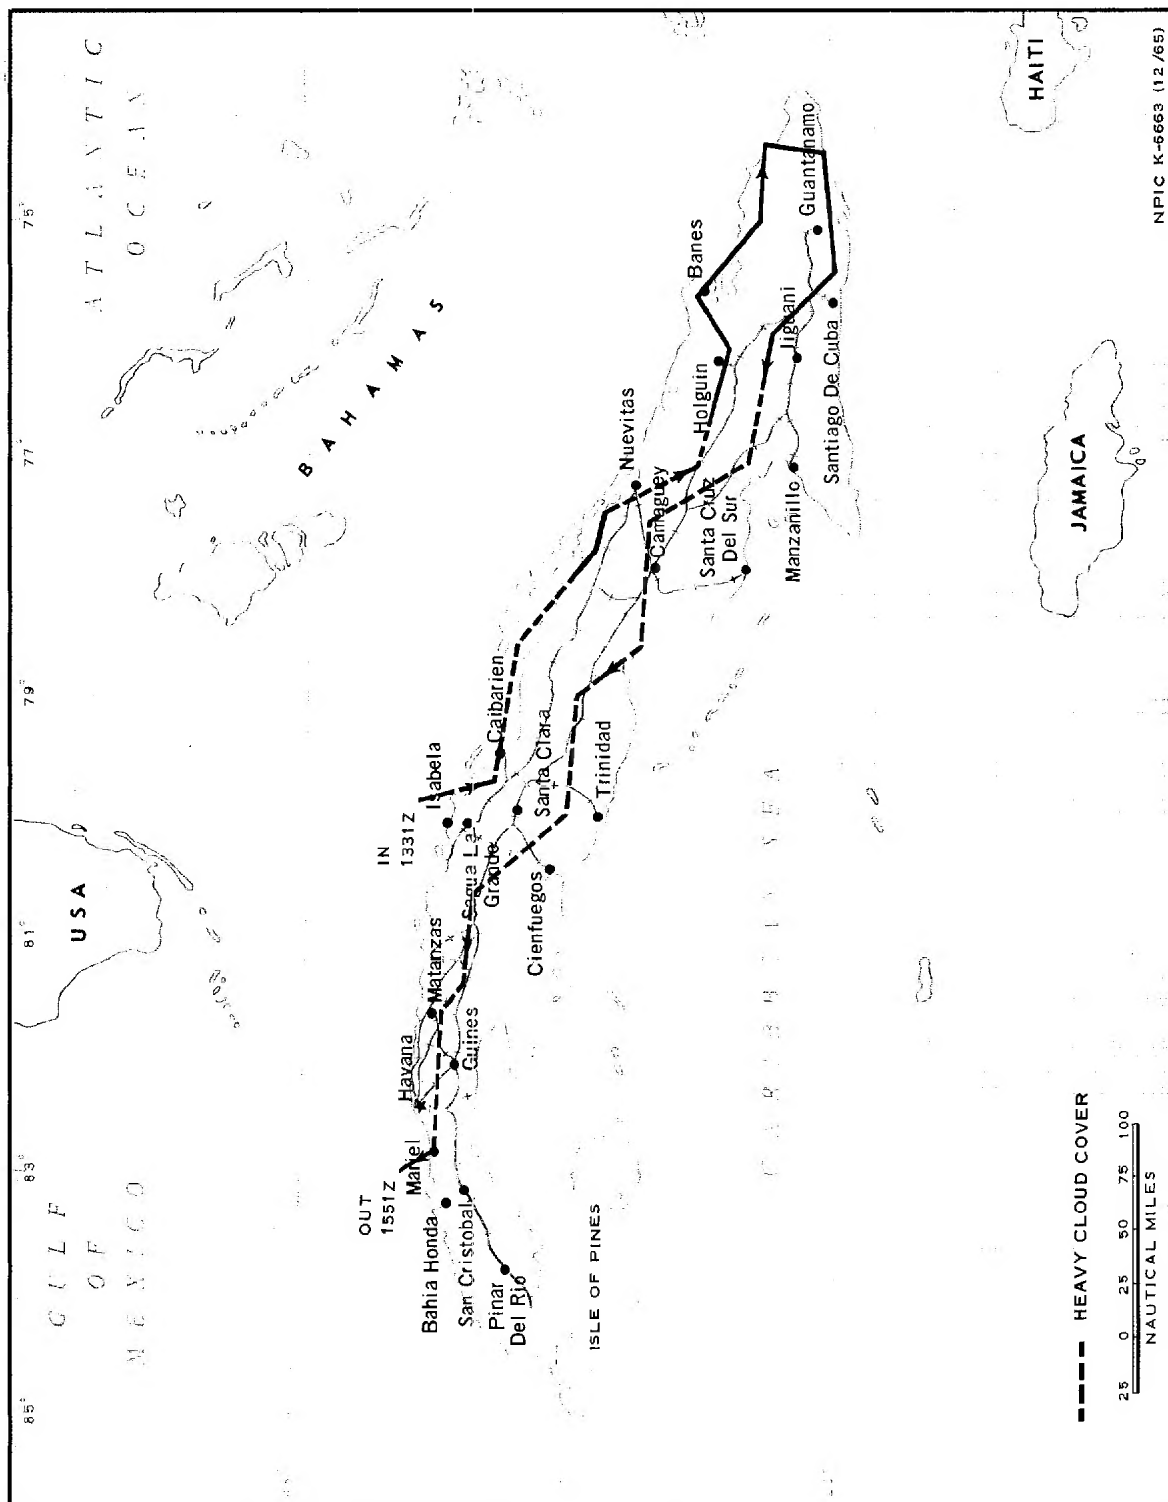 GULF
OF
MEXICO
USA
ATLANTIC
OCEAN
BAHAMAS
85°
83°
81°
79°
77°
75°
OUT
1551Z
IN
1331Z
Mariel
Havana
Matanzas
Guines
Bahia Honda
San Cristobal
Pinar
Del Rio
ISLE OF PINES
Isabela
Sagua La
Grande
Caibarien
Santa Clara
Cienfuegos
Trinidad
Nuevitas
Camaguey
Santa Cruz
Del Sur
Holguin
Banes
Manzanillo
Jiguani
Santiago De Cuba
Guantanamo
CARIBBEAN SEA
JAMAICA
HAITI
HEAVY CLOUD COVER
25 0 25 50 75 100
NAUTICAL MILES
NPIC K-6663 (12/65)